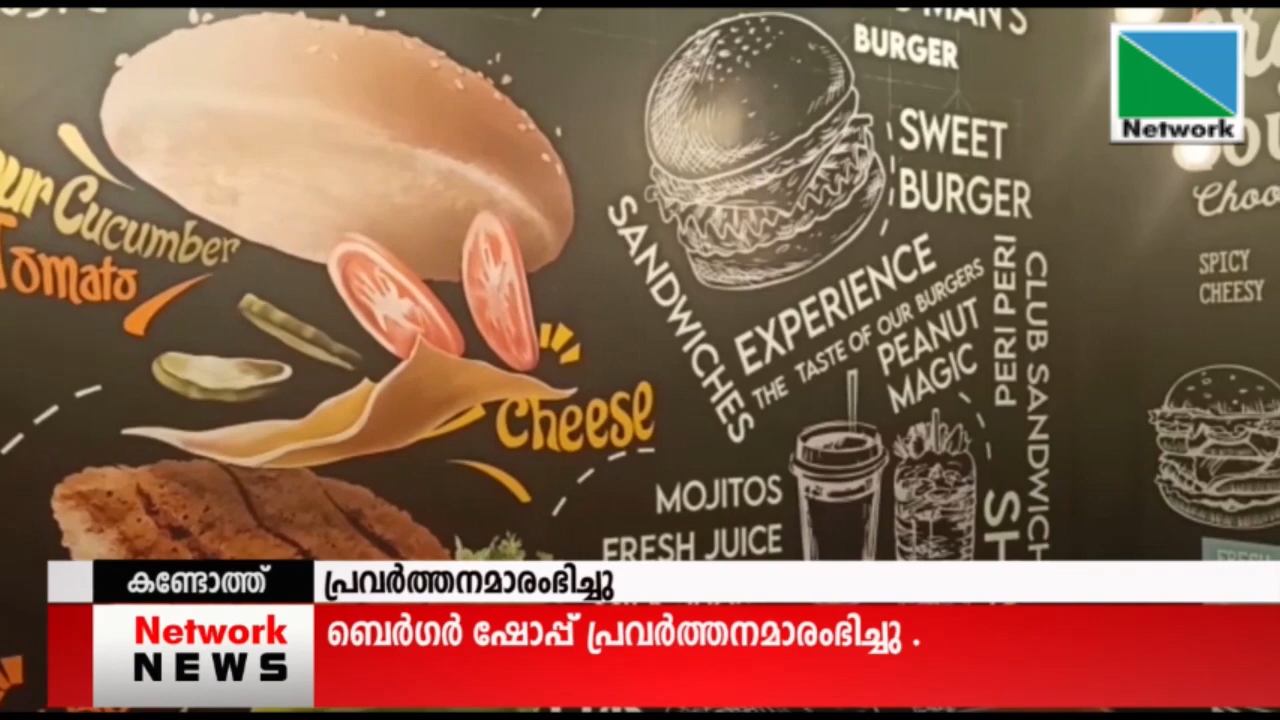 MAN'S
BURGER
Network
SWEET
BURGER
Cucumber
Tomato
SANDWICHES
EXPERIENCE
THE TASTE OF OUR BURGERS
PEANUT
MAGIC
PERI PERI
CLUB SANDWICH
SPICY
CHEESY
Cheese
MOJITOS
FRESH JUICE
കണ്ടോത്ത്
പ്രവർത്തനമാരംഭിച്ചു
Network
NEWS
ബെർഗർ ഷോപ്പ് പ്രവർത്തനമാരംഭിച്ചു .